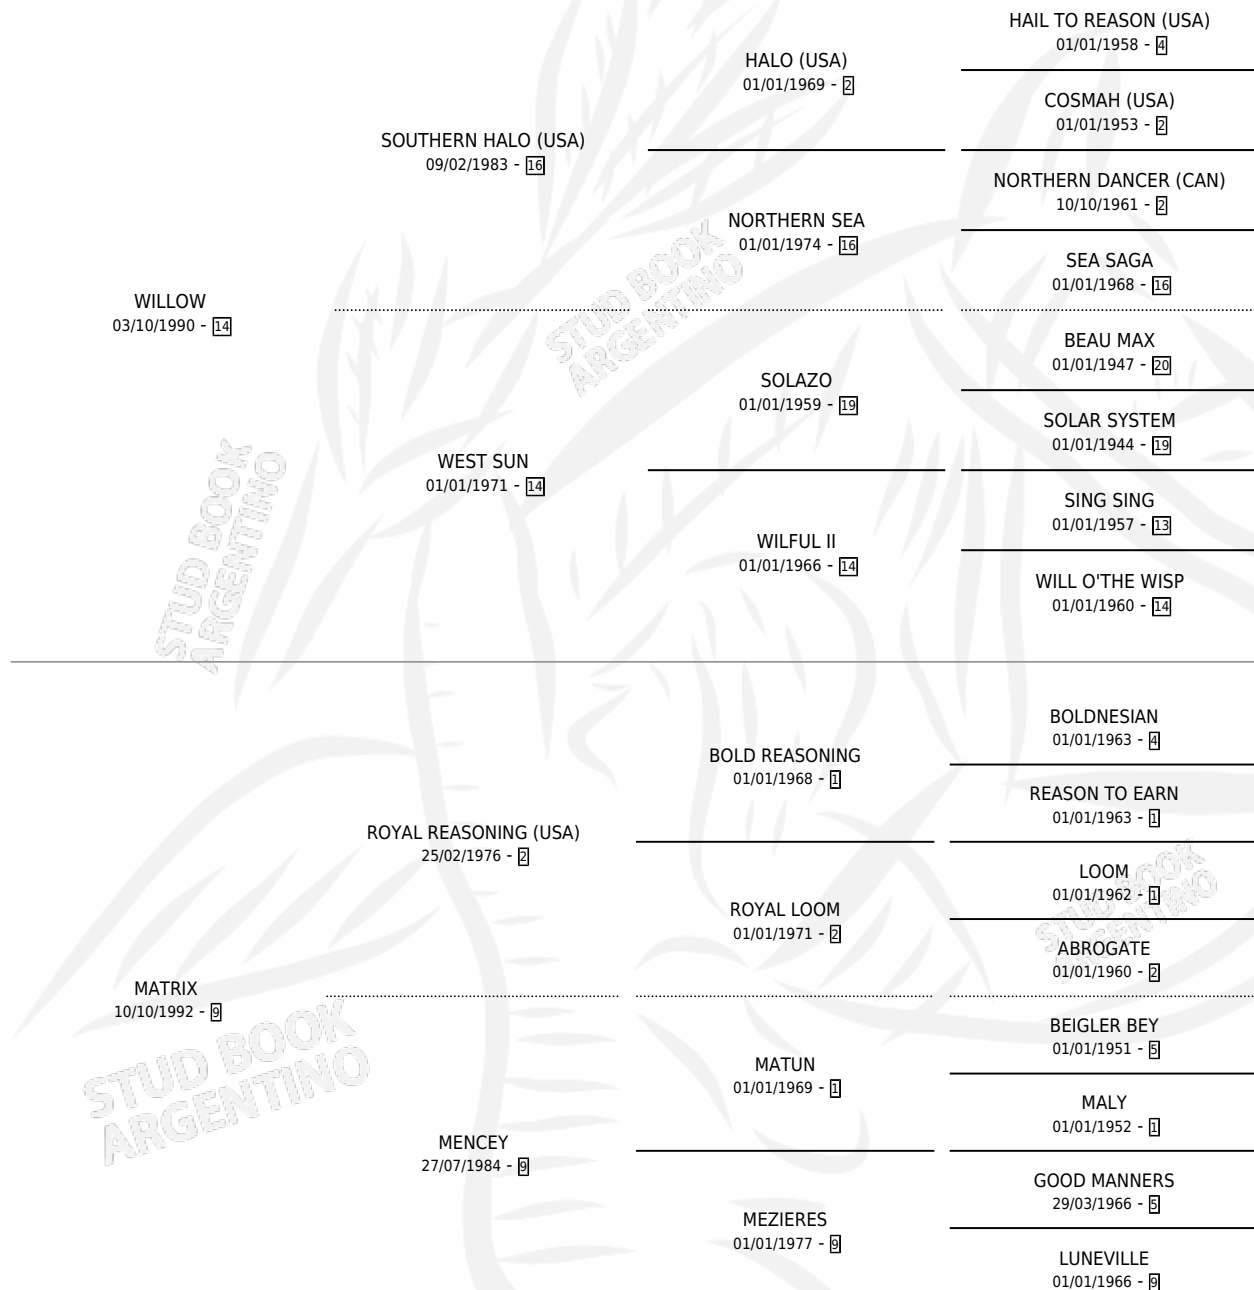 HAIL TO REASON (USA)
01/01/1958 - 4
HALO (USA)
01/01/1969 - 2
COSMAH (USA)
01/01/1953 - 2
SOUTHERN HALO (USA)
09/02/1983 - 16
NORTHERN DANCER (CAN)
10/10/1961 - 2
NORTHERN SEA
01/01/1974 - 16
SEA SAGA
01/01/1968 - 16
WILLOW
03/10/1990 - 14
STUD BOOK
ARGENTINO
BEAU MAX
01/01/1947 - 20
SOLAZO
01/01/1959 - 19
SOLAR SYSTEM
01/01/1944 - 19
WEST SUN
01/01/1971 - 14
SING SING
01/01/1957 - 13
WILFUL II
01/01/1966 - 14
WILL O'THE WISP
01/01/1960 - 14
STUD BOOK
ARGENTINO
BOLDNESIAN
01/01/1963 - 4
BOLD REASONING
01/01/1968 - 1
REASON TO EARN
01/01/1963 - 1
ROYAL REASONING (USA)
25/02/1976 - 2
LOOM
01/01/1962 - 1
ROYAL LOOM
01/01/1971 - 2
STUD BOOK
ARGENTINO
ABROGATE
01/01/1960 - 2
MATRIX
10/10/1992 - 9
BEIGLER BEY
01/01/1951 - 5
MATUN
01/01/1969 - 1
STUD BOOK
ARGENTINO
MALY
01/01/1952 - 1
MENCEY
27/07/1984 - 9
GOOD MANNERS
29/03/1966 - 5
MEZIERES
01/01/1977 - 9
LUNEVILLE
01/01/1966 - 9